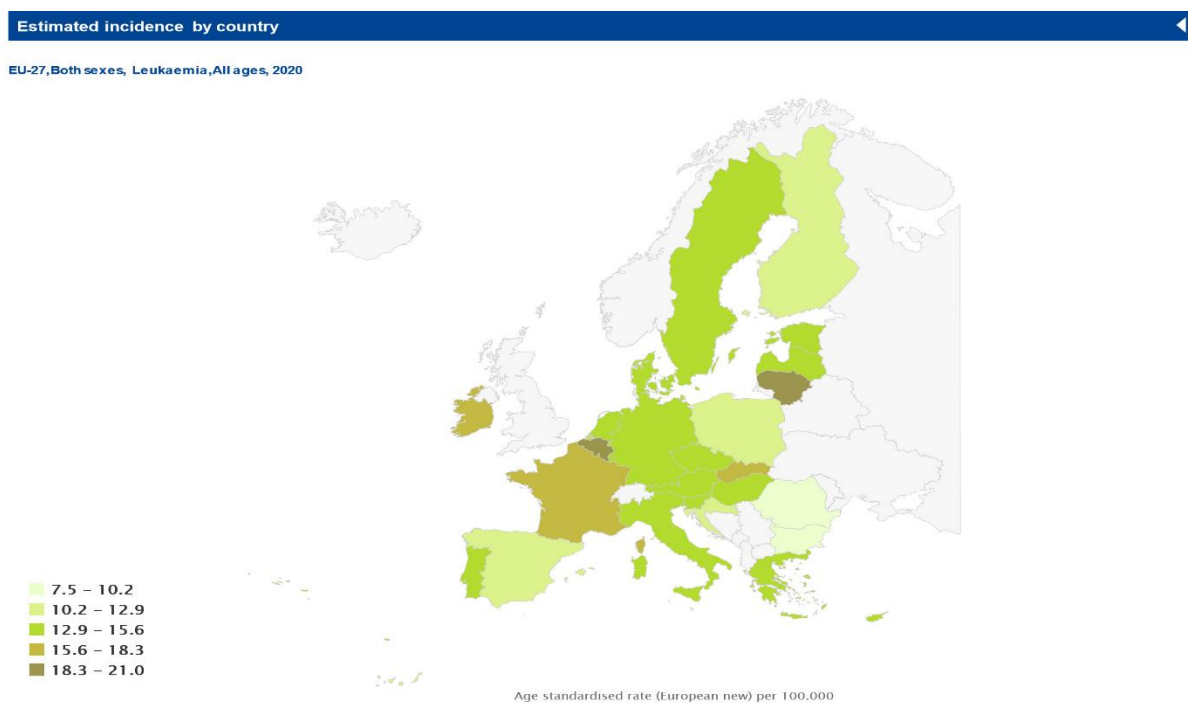 Estimated incidence by country
EU-27,Both sexes, Leukaemia,All ages, 2020
7.5 – 10.2
10.2 – 12.9
12.9 – 15.6
15.6 – 18.3
18.3 – 21.0
Age standardised rate (European new) per 100.000